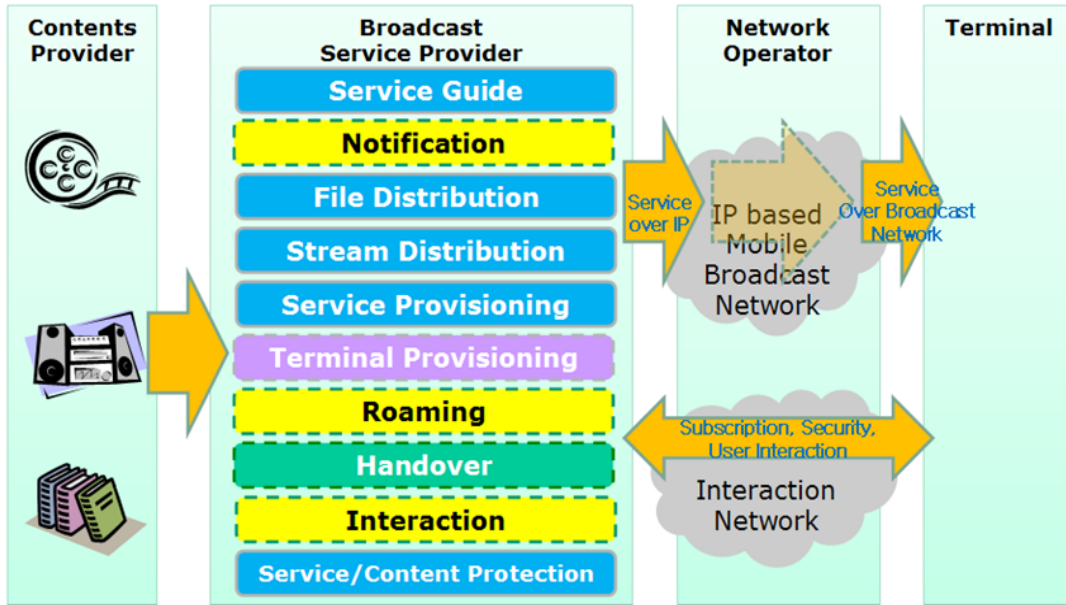 Contents
Provider
Broadcast
Service Provider
Service Guide
Notification
File Distribution
Stream Distribution
Service Provisioning
Terminal Provisioning
Roaming
Handover
Interaction
Service/Content Protection
Network
Operator
Service
over IP
IP based
Mobile
Broadcast
Network
Service
Over Broadcast
Network
Subscription, Security,
User Interaction
Interaction
Network
Terminal